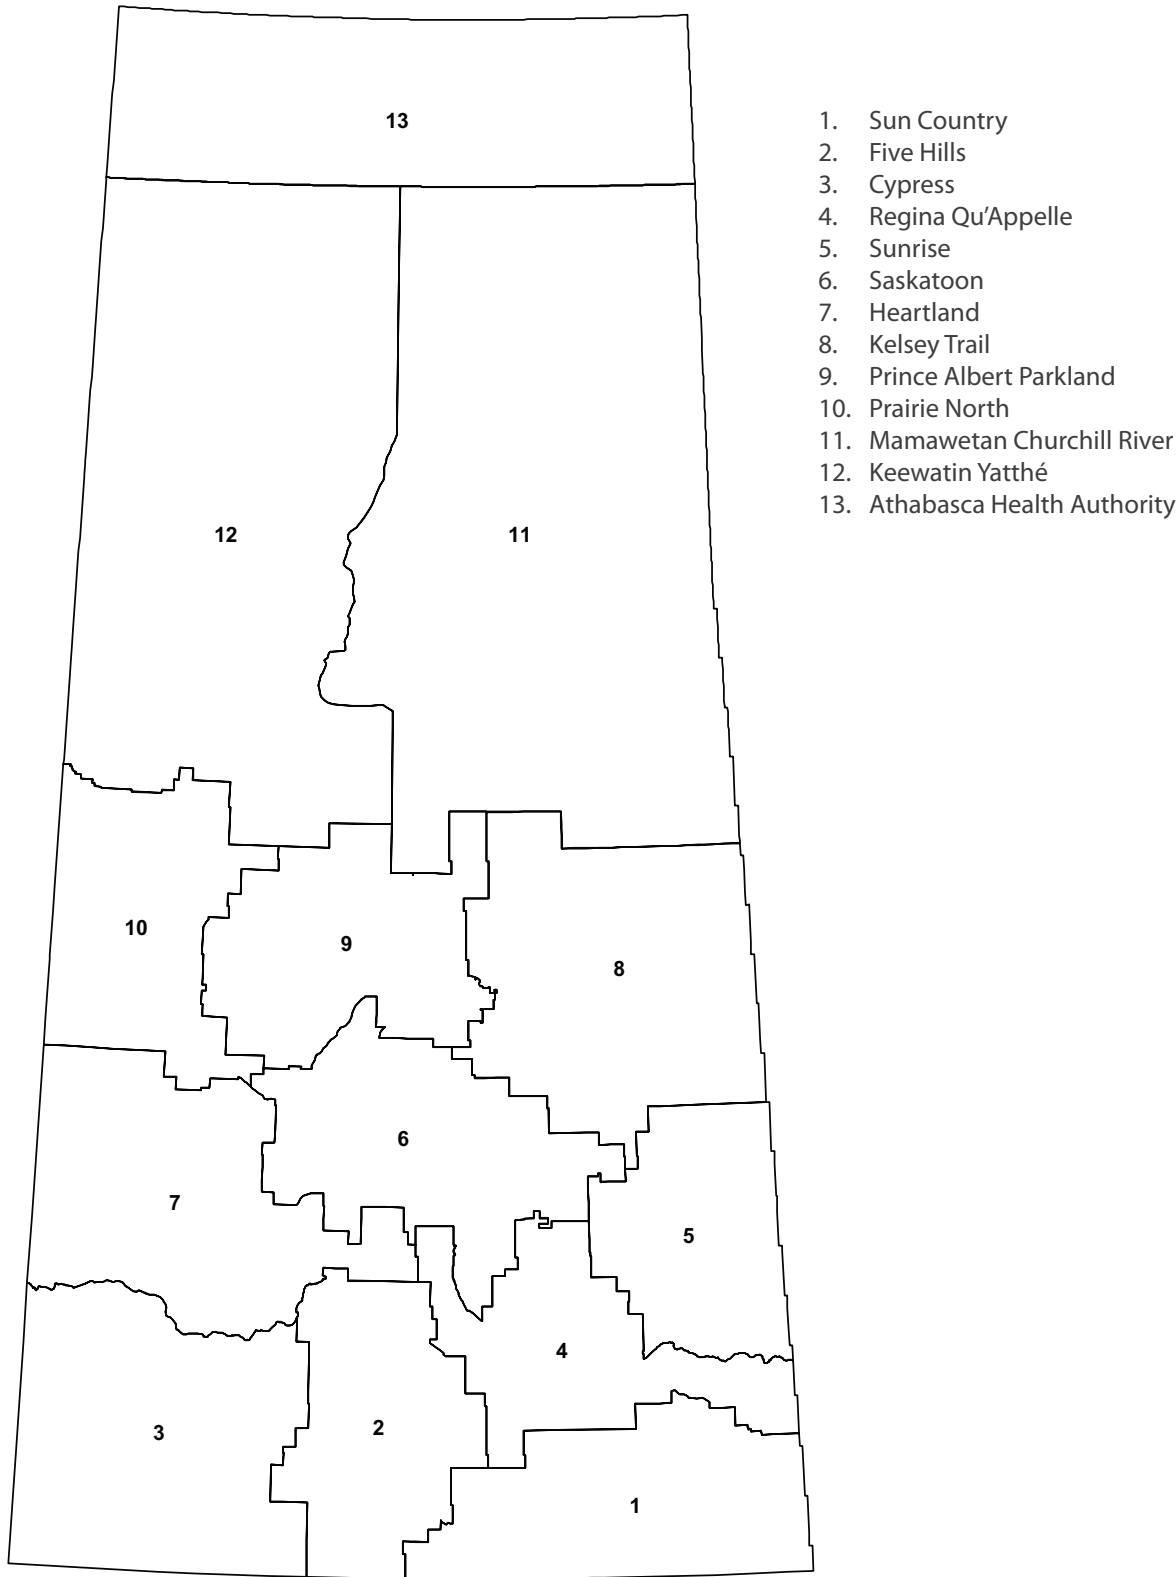 13
1. Sun Country
2. Five Hills
3. Cypress
4. Regina Qu’Appelle
5. Sunrise
6. Saskatoon
7. Heartland
8. Kelsey Trail
9. Prince Albert Parkland
10. Prairie North
11. Mamawetan Churchill River
12. Keewatin Yatthé
13. Athabasca Health Authority
12
11
10
9
8
6
7
5
4
3
2
1